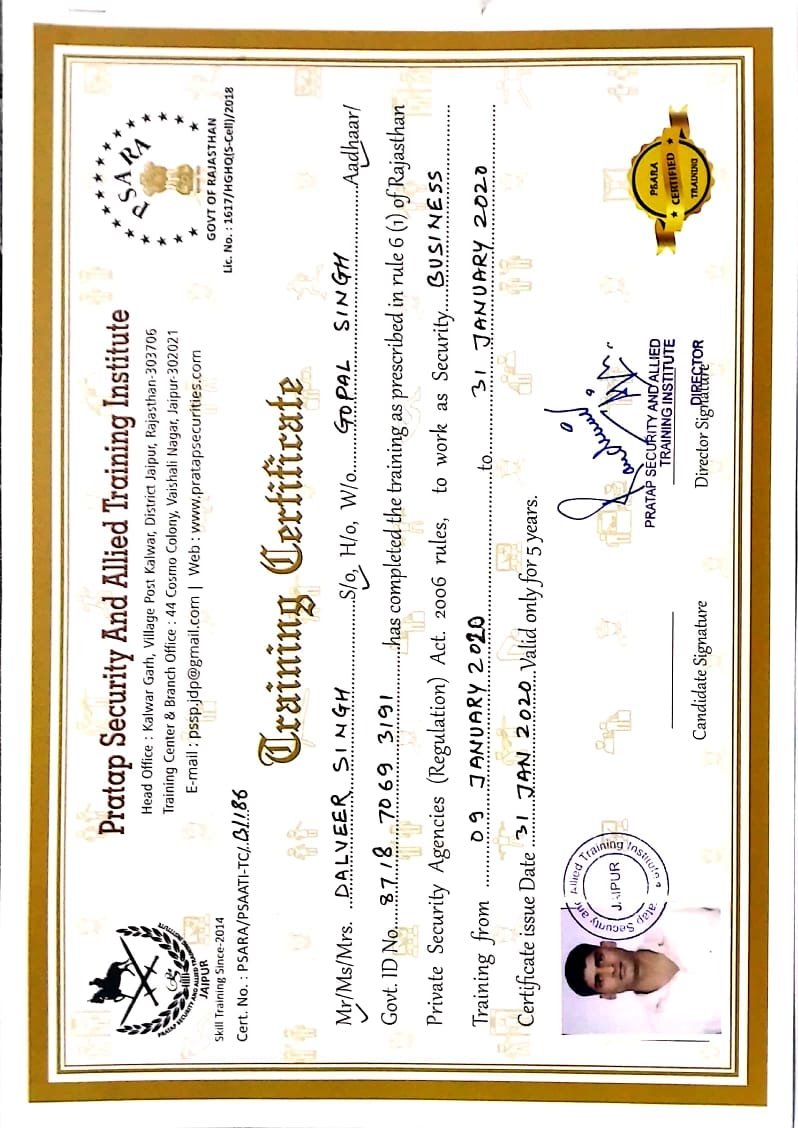 Pratap Security And Allied Training Institute
Head Office : Kalwar Garh, Village Post Kalwar, District Jaipur, Rajasthan-303706
Training Center & Branch Office : 44 Cosmo Colony, Vaishali Nagar, Jaipur-302021
E-mail : pssp.jdp@gmail.com | Web : www.pratapsecurities.com
PRATAP SECURITY AND ALLIED TRAINING INSTITUTE
JAIPUR
Skill Training Since-2014
Cert. No. : PSARA/PSAATI-TC/.B1186
PSARA
GOVT OF RAJASTHAN
Lic. No. : 1617/HGHQ(S-Cell)/2018
Training Certificate
Mr/Ms/Mrs. DALVEER SINGH S/o, H/o, W/o GOPAL SINGH Aadhaar/
Govt. ID No. 8718 7069 3191 has completed the training as prescribed in rule 6 (1) of Rajasthan
Private Security Agencies (Regulation) Act. 2006 rules, to work as Security BUSINESS
Training from 09 JANUARY 2020 to 31 JANUARY 2020
Certificate issue Date 31 JAN 2020 Valid only for 5 years.
Allied Training Institute
JAIPUR
PRATAP SECURITY AND ALLIED
TRAINING INSTITUTE
DIRECTOR
Candidate Signature
Director Signature
PSARA
CERTIFIED
TRAINING